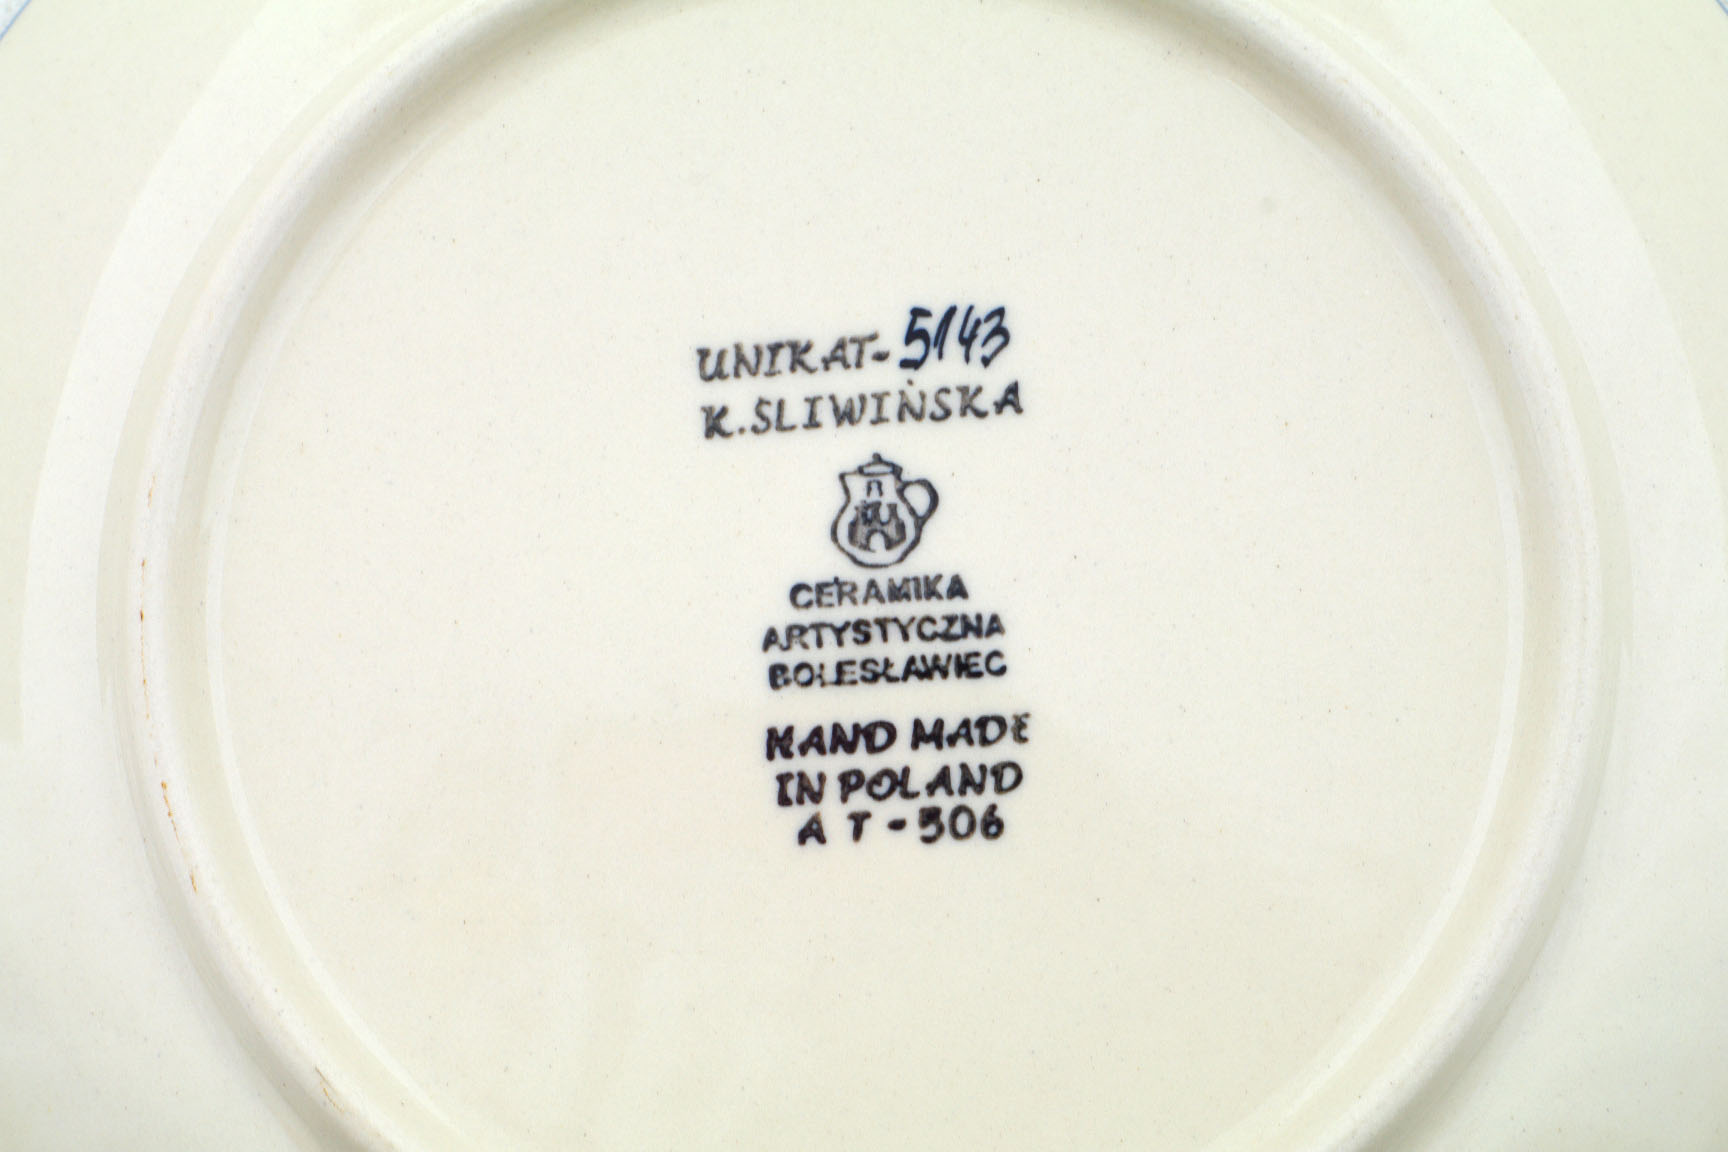 UNIKAT-5143
K. SLIWIŃSKA
CERAMIKA
ARTYSTYCZNA
BOLESŁAWIEC
HAND MADE
IN POLAND
A T - 506